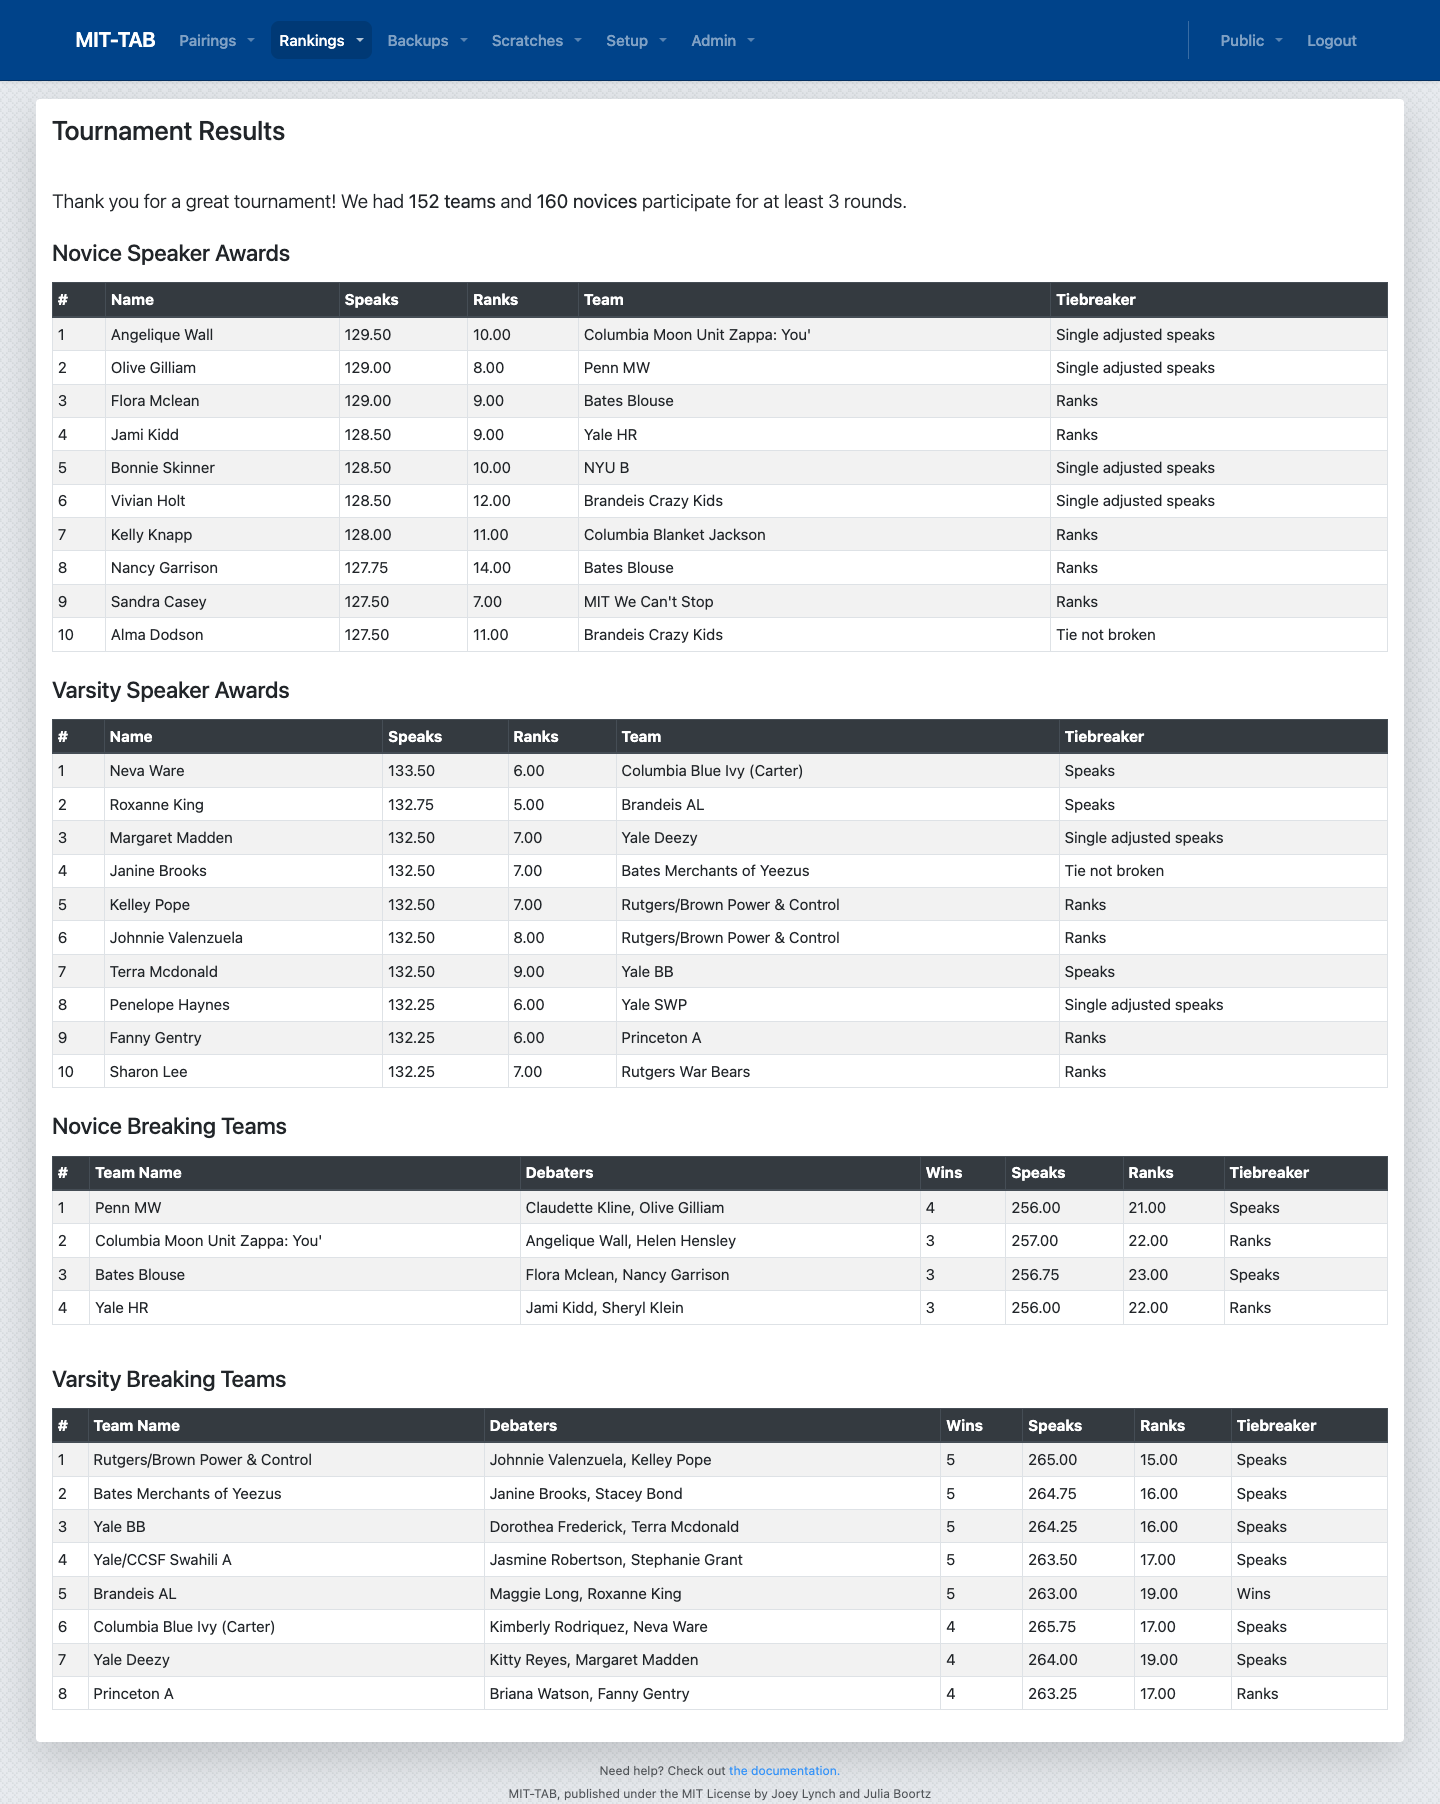 MIT-TAB Pairings Rankings Backups Scratches Setup Admin Public Logout
Tournament Results
Thank you for a great tournament! We had 152 teams and 160 novices participate for at least 3 rounds.
Novice Speaker Awards
# Name Speaks Ranks Team Tiebreaker
1 Angelique Wall 129.50 10.00 Columbia Moon Unit Zappa: You' Single adjusted speaks
2 Olive Gilliam 129.00 8.00 Penn MW Single adjusted speaks
3 Flora Mclean 129.00 9.00 Bates Blouse Ranks
4 Jami Kidd 128.50 9.00 Yale HR Ranks
5 Bonnie Skinner 128.50 10.00 NYU B Single adjusted speaks
6 Vivian Holt 128.50 12.00 Brandeis Crazy Kids Single adjusted speaks
7 Kelly Knapp 128.00 11.00 Columbia Blanket Jackson Ranks
8 Nancy Garrison 127.75 14.00 Bates Blouse Ranks
9 Sandra Casey 127.50 7.00 MIT We Can't Stop Ranks
10 Alma Dodson 127.50 11.00 Brandeis Crazy Kids Tie not broken
Varsity Speaker Awards
# Name Speaks Ranks Team Tiebreaker
1 Neva Ware 133.50 6.00 Columbia Blue Ivy (Carter) Speaks
2 Roxanne King 132.75 5.00 Brandeis AL Speaks
3 Margaret Madden 132.50 7.00 Yale Deezy Single adjusted speaks
4 Janine Brooks 132.50 7.00 Bates Merchants of Yeezus Tie not broken
5 Kelley Pope 132.50 7.00 Rutgers/Brown Power & Control Ranks
6 Johnnie Valenzuela 132.50 8.00 Rutgers/Brown Power & Control Ranks
7 Terra Mcdonald 132.50 9.00 Yale BB Speaks
8 Penelope Haynes 132.25 6.00 Yale SWP Single adjusted speaks
9 Fanny Gentry 132.25 6.00 Princeton A Ranks
10 Sharon Lee 132.25 7.00 Rutgers War Bears Ranks
Novice Breaking Teams
# Team Name Debaters Wins Speaks Ranks Tiebreaker
1 Penn MW Claudette Kline, Olive Gilliam 4 256.00 21.00 Speaks
2 Columbia Moon Unit Zappa: You' Angelique Wall, Helen Hensley 3 257.00 22.00 Ranks
3 Bates Blouse Flora Mclean, Nancy Garrison 3 256.75 23.00 Speaks
4 Yale HR Jami Kidd, Sheryl Klein 3 256.00 22.00 Ranks
Varsity Breaking Teams
# Team Name Debaters Wins Speaks Ranks Tiebreaker
1 Rutgers/Brown Power & Control Johnnie Valenzuela, Kelley Pope 5 265.00 15.00 Speaks
2 Bates Merchants of Yeezus Janine Brooks, Stacey Bond 5 264.75 16.00 Speaks
3 Yale BB Dorothea Frederick, Terra Mcdonald 5 264.25 16.00 Speaks
4 Yale/CCSF Swahili A Jasmine Robertson, Stephanie Grant 5 263.50 17.00 Speaks
5 Brandeis AL Maggie Long, Roxanne King 5 263.00 19.00 Wins
6 Columbia Blue Ivy (Carter) Kimberly Rodriquez, Neva Ware 4 265.75 17.00 Speaks
7 Yale Deezy Kitty Reyes, Margaret Madden 4 264.00 19.00 Speaks
8 Princeton A Briana Watson, Fanny Gentry 4 263.25 17.00 Ranks
Need help? Check out the documentation.
MIT-TAB, published under the MIT License by Joey Lynch and Julia Boortz